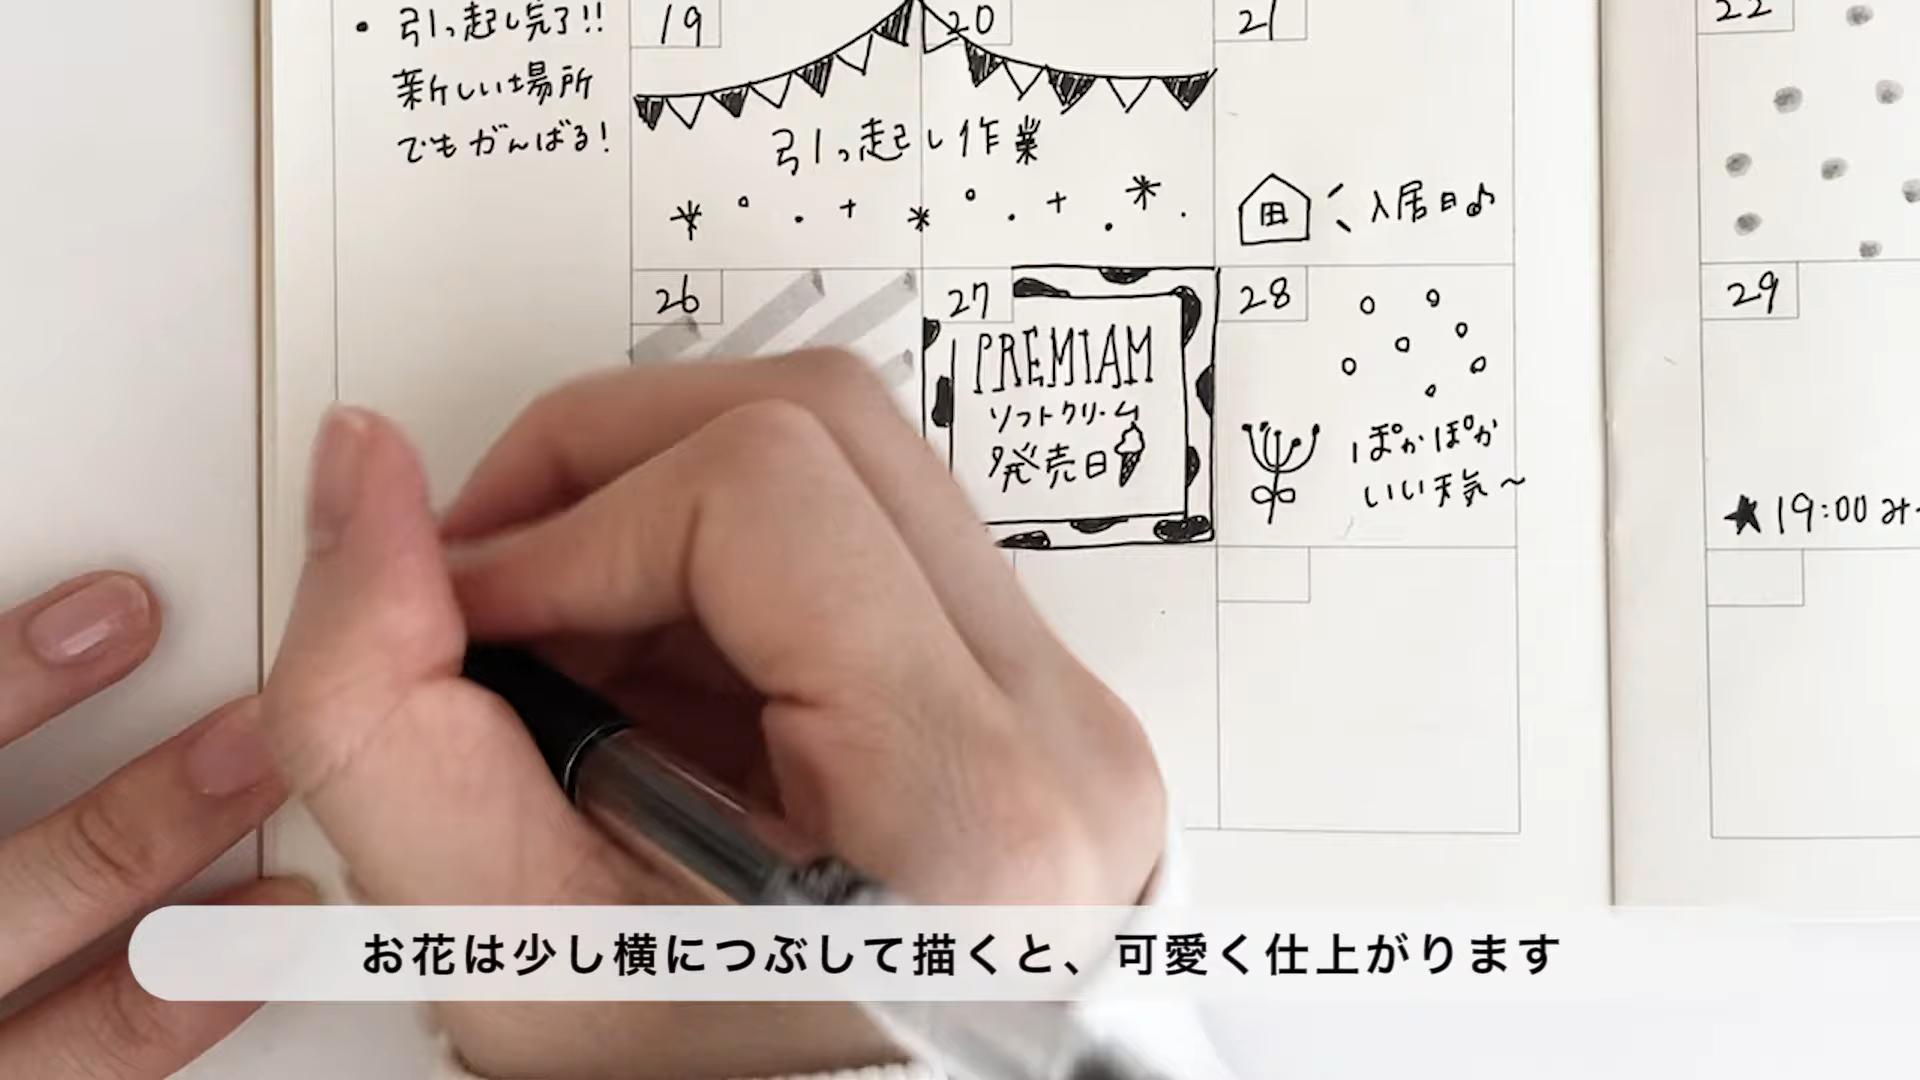 • 引っ起し完了!!
新しい場所
でもがんばる!
19
20
21
22
引っ起し作業
入居日♪
26
27
28
29
PREMIAM
ソフトクリーム
発売日
ぽかぽか
いい天気〜
★19:00 み
お花は少し横につぶして描くと、可愛く仕上がります